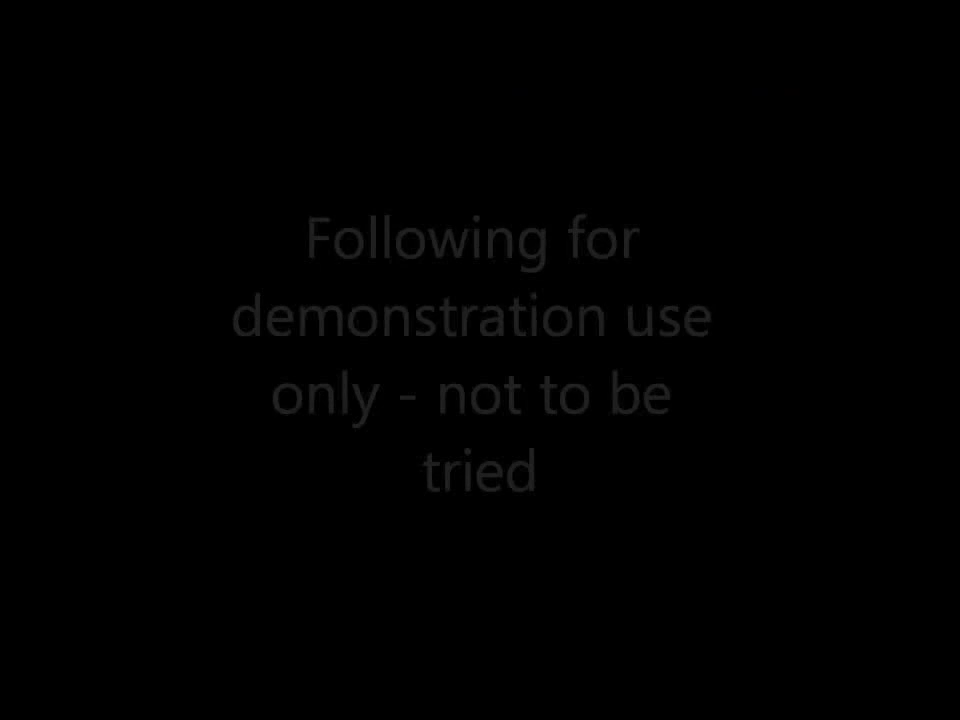 Following for
demonstration use
only - not to be
tried